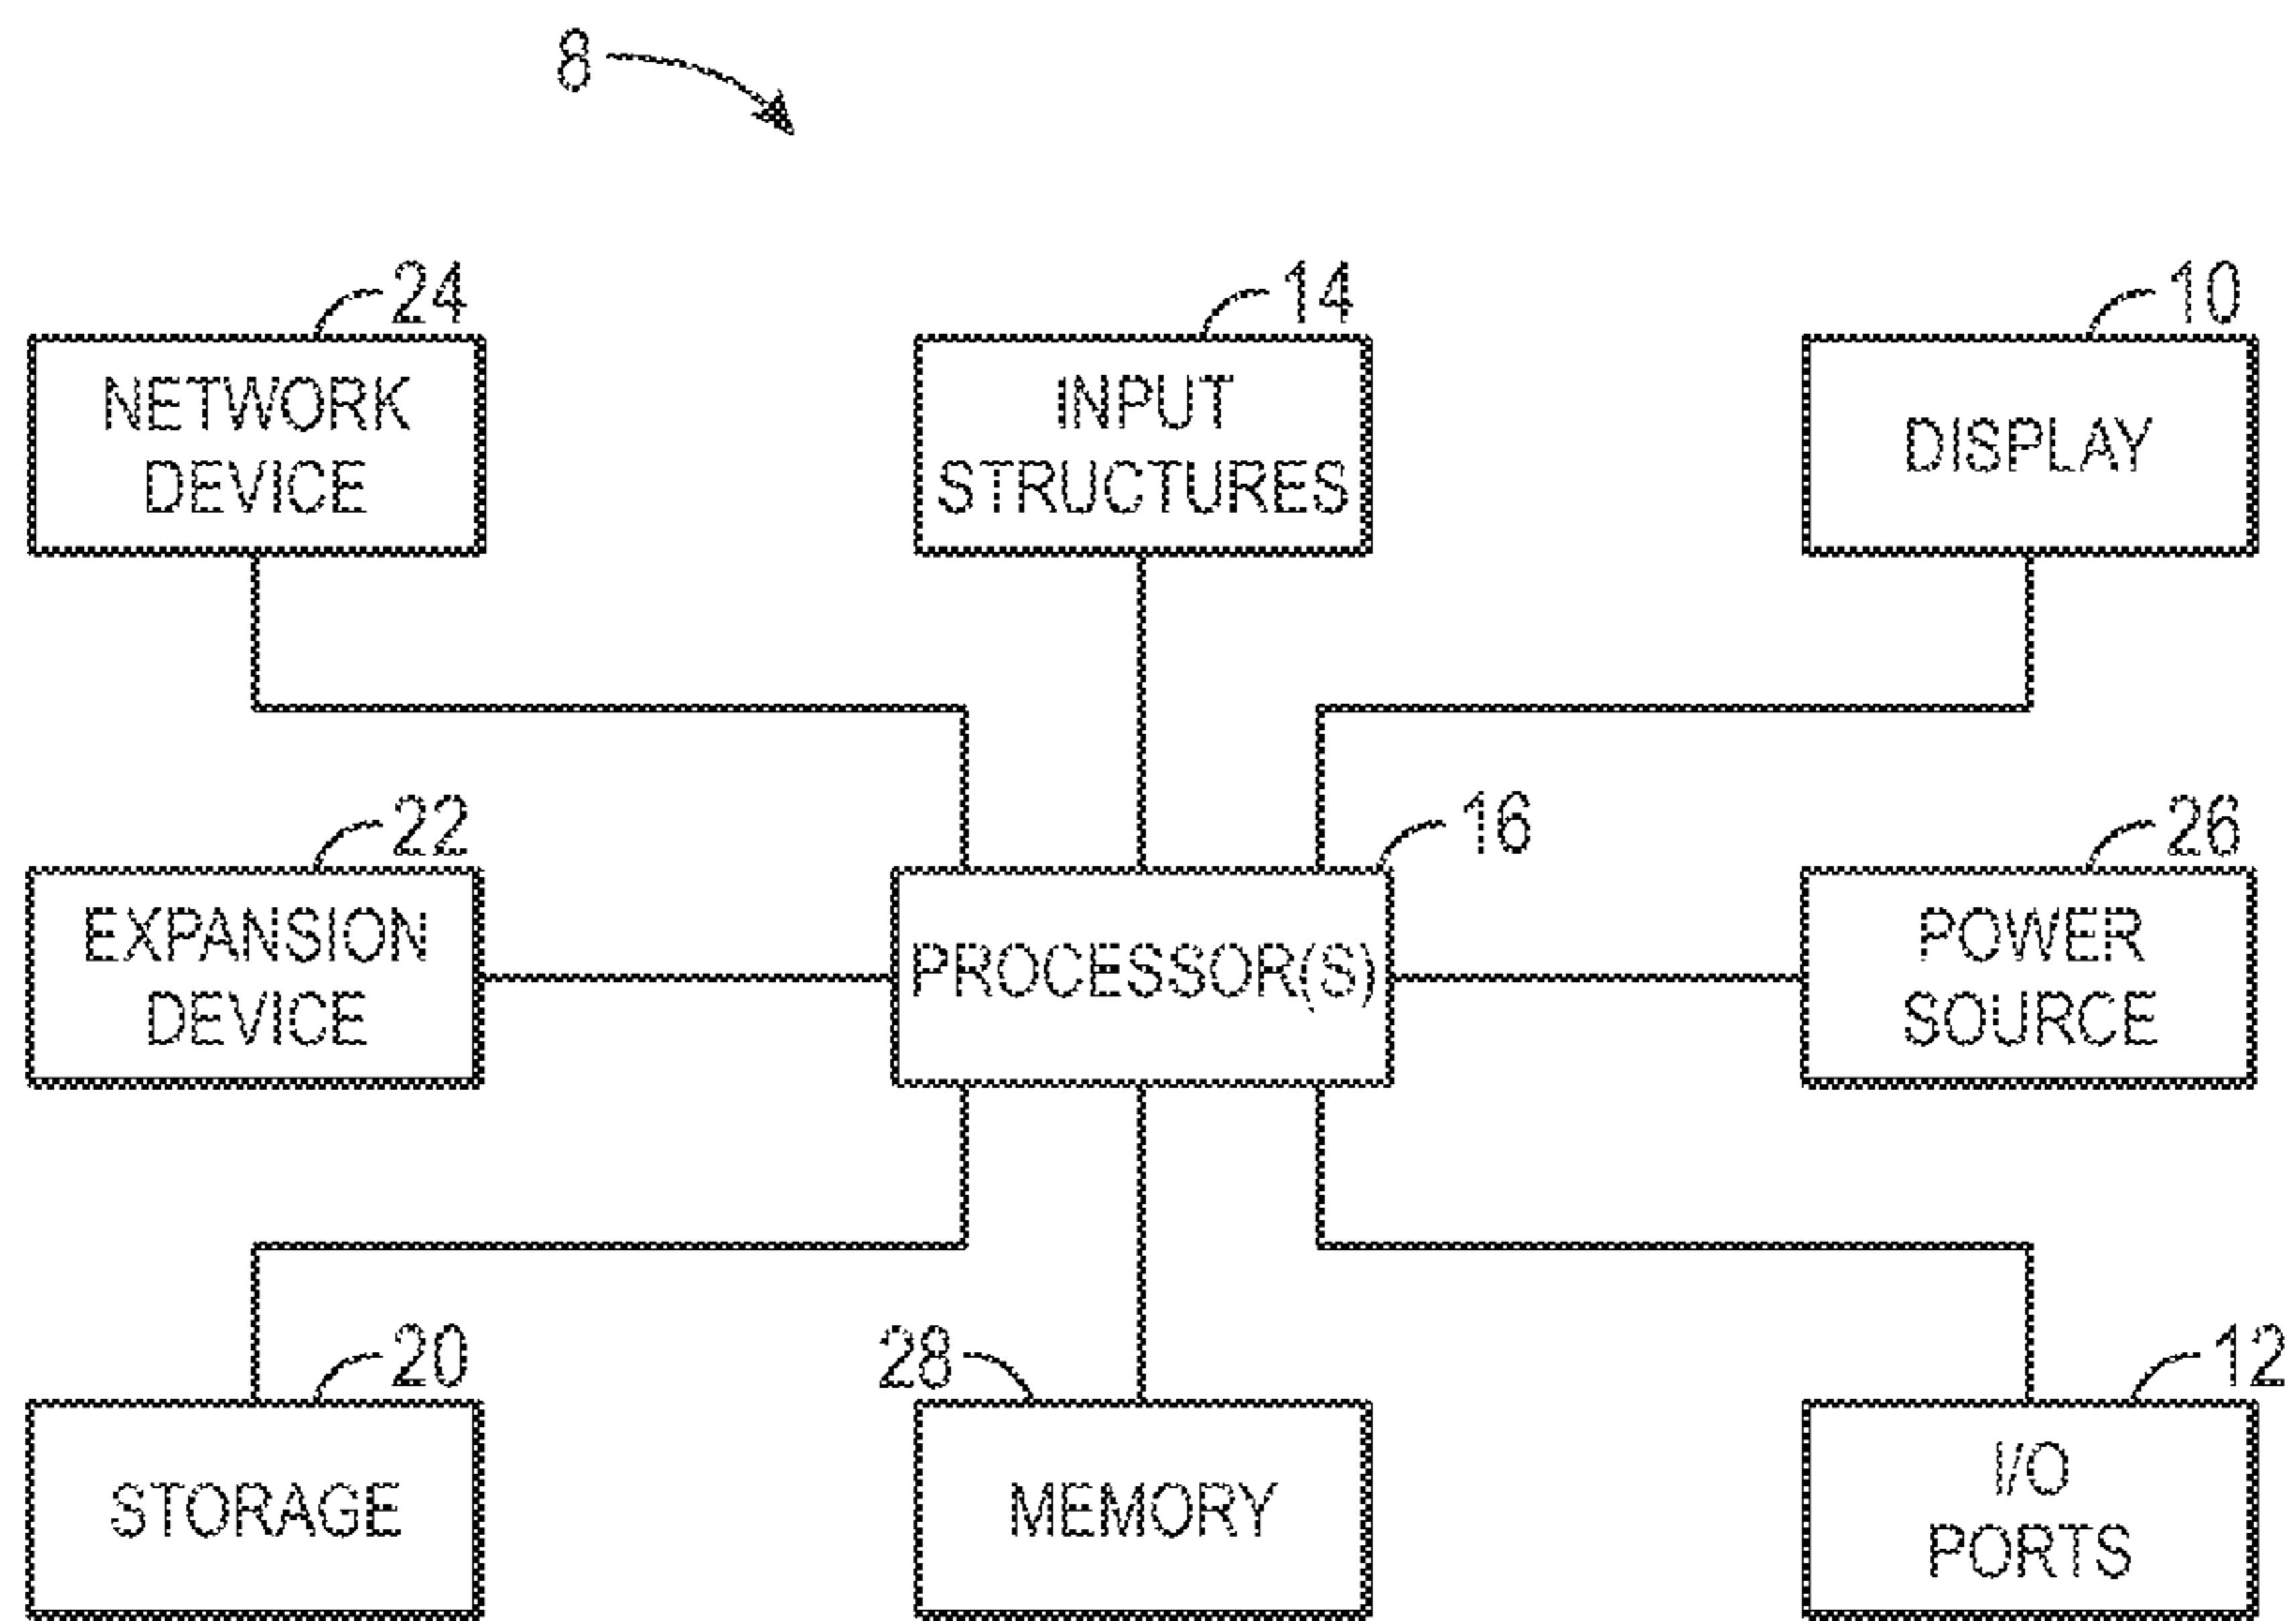 8
24
NETWORK
DEVICE
14
INPUT
STRUCTURES
10
DISPLAY
22
EXPANSION
DEVICE
16
PROCESSOR(S)
26
POWER
SOURCE
20
STORAGE
28
MEMORY
12
I/O
PORTS